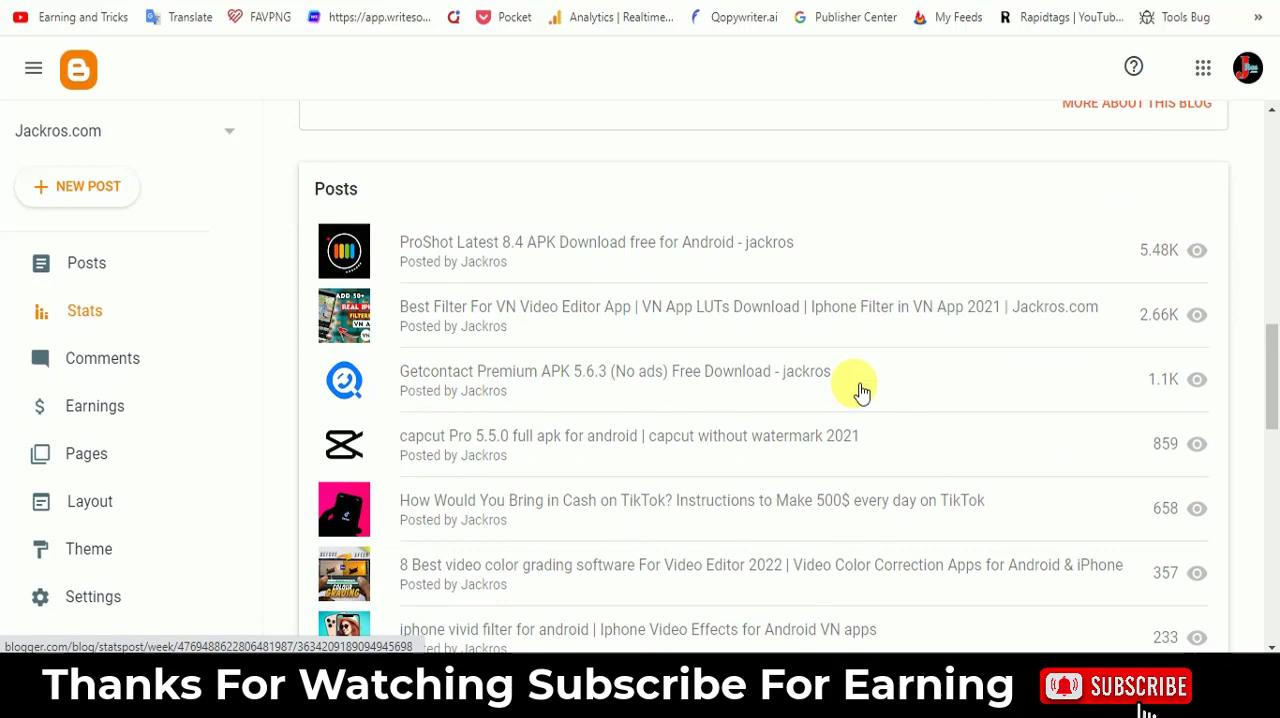 Earning and Tricks Translate FAVPNG https://app.writeso... Pocket Analytics | Realtime... Qopywriter.ai Publisher Center My Feeds Rapidtags | YouTub... Tools Bug »
MORE ABOUT THIS BLOG
Jackros.com
+ NEW POST
Posts
Stats
Comments
Earnings
Pages
Layout
Theme
Settings
Posts
ProShot Latest 8.4 APK Download free for Android - jackros
Posted by Jackros
5.48K
Best Filter For VN Video Editor App | VN App LUTs Download | Iphone Filter in VN App 2021 | Jackros.com
Posted by Jackros
2.66K
Getcontact Premium APK 5.6.3 (No ads) Free Download - jackros
Posted by Jackros
1.1K
capcut Pro 5.5.0 full apk for android | capcut without watermark 2021
Posted by Jackros
859
How Would You Bring in Cash on TikTok? Instructions to Make 500$ every day on TikTok
Posted by Jackros
658
8 Best video color grading software For Video Editor 2022 | Video Color Correction Apps for Android & iPhone
Posted by Jackros
357
iphone vivid filter for android | Iphone Video Effects for Android VN apps
233
blogger.com/blog/statspost/week/4769488622806481987/3634209189094945698
Thanks For Watching Subscribe For Earning
SUBSCRIBE